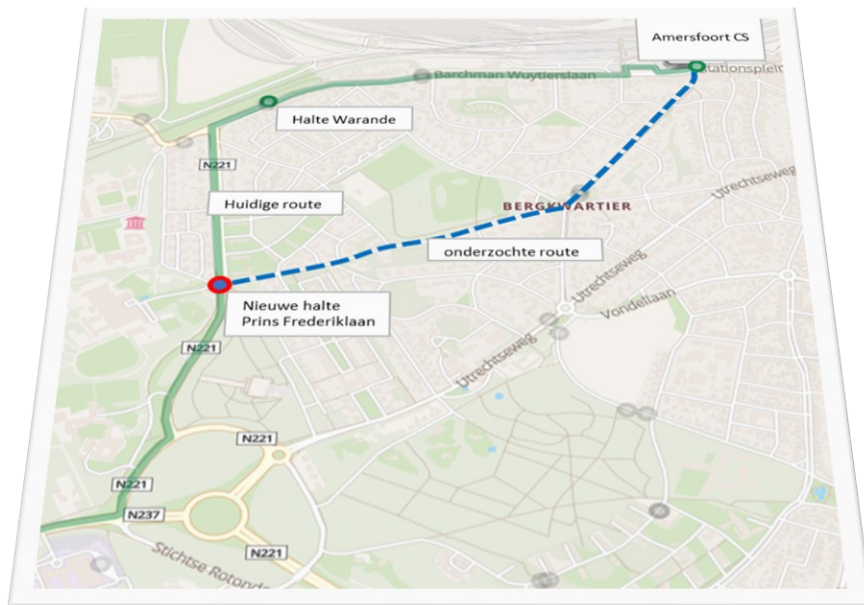 Amersfoort CS
Stationsplein
Barchman Wuytierslaan
Halte Warande
N221
Utrechtseweg
Huidige route
BERGKWARTIER
onderzochte route
Utrechtseweg
Nieuwe halte
Prins Frederiklaan
Vondellaan
N221
Utrechtseweg
N221
N221
N237
N221
Stichtse Rotonde